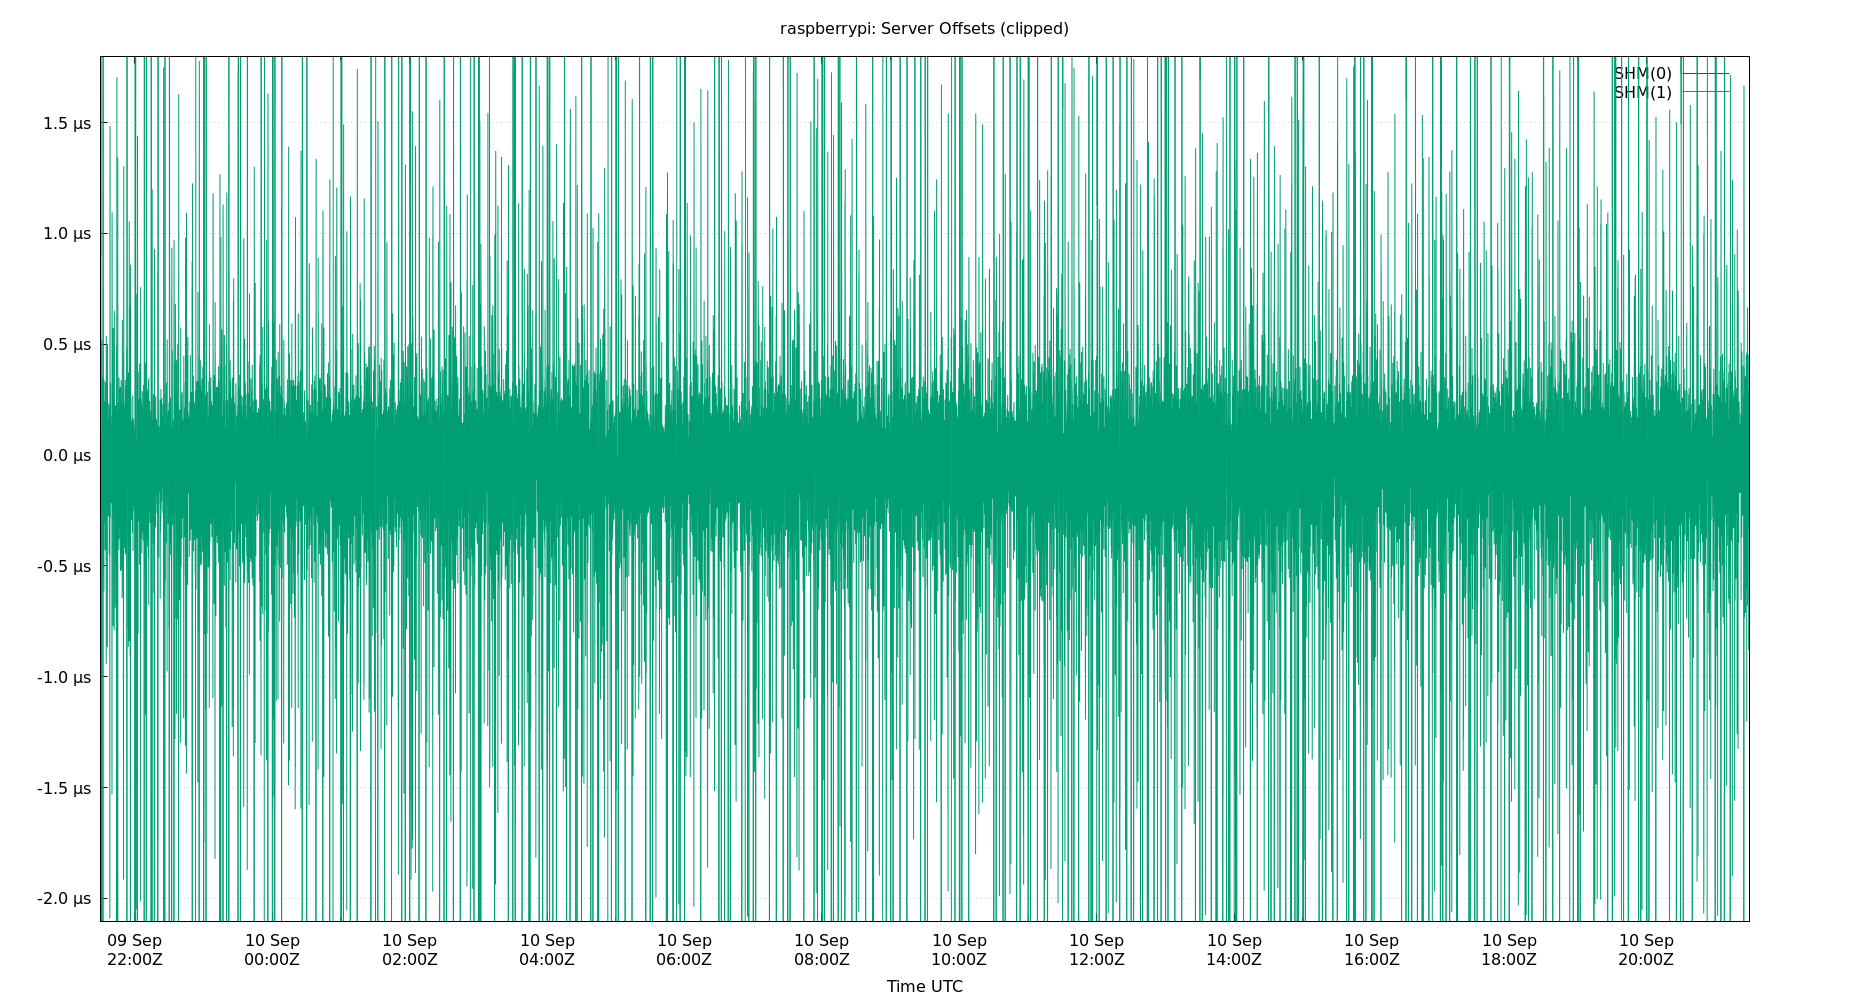 raspberrypi: Server Offsets (clipped)
SHM(0)
SHM(1)
1.5 µs
1.0 µs
0.5 µs
0.0 µs
-0.5 µs
-1.0 µs
-1.5 µs
-2.0 µs
09 Sep 10 Sep 10 Sep 10 Sep 10 Sep 10 Sep 10 Sep 10 Sep 10 Sep 10 Sep 10 Sep 10 Sep
22:00Z 00:00Z 02:00Z 04:00Z 06:00Z 08:00Z 10:00Z 12:00Z 14:00Z 16:00Z 18:00Z 20:00Z
Time UTC